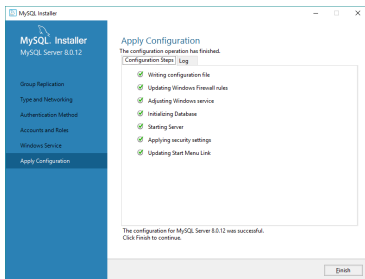 MySQL Installer
MySQL. Installer
MySQL Server 8.0.12
Group Replication
Type and Networking
Authentication Method
Accounts and Roles
Windows Service
Apply Configuration
Apply Configuration
The configuration operation has finished.
Configuration Steps Log
Writing configuration file
Updating Windows Firewall rules
Adjusting Windows service
Initializing Database
Starting Server
Applying security settings
Updating Start Menu Link
The configuration for MySQL Server 8.0.12 was successful.
Click Finish to continue.
Finish